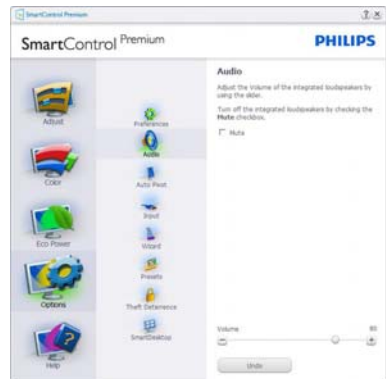 SmartControl Premium
SmartControl Premium
PHILIPS
Adjust
Color
Eco Power
Options
Help
Preferences
Audio
Auto Pivot
Input
Wizard
Presets
Theft Deterrence
SmartDesktop
Audio
Adjust the Volume of the integrated loudspeakers by
using the slider.
Turn off the integrated loudspeakers by checking the
Mute checkbox.
Mute
Volume
80
Undo